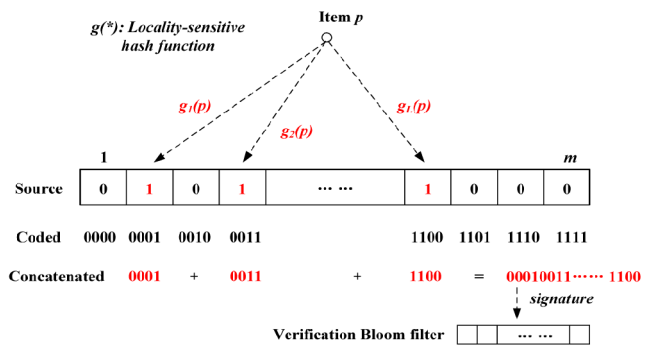 Item p
g(*): Locality-sensitive
hash function
g1(p)
g2(p)
gL(p)
1 m
Source 0 1 0 1 ... ... 1 0 0 0
Coded 0000 0001 0010 0011 1100 1101 1110 1111
Concatenated 0001 + 0011 + 1100 = 00010011······ 1100
signature
Verification Bloom filter ... ...